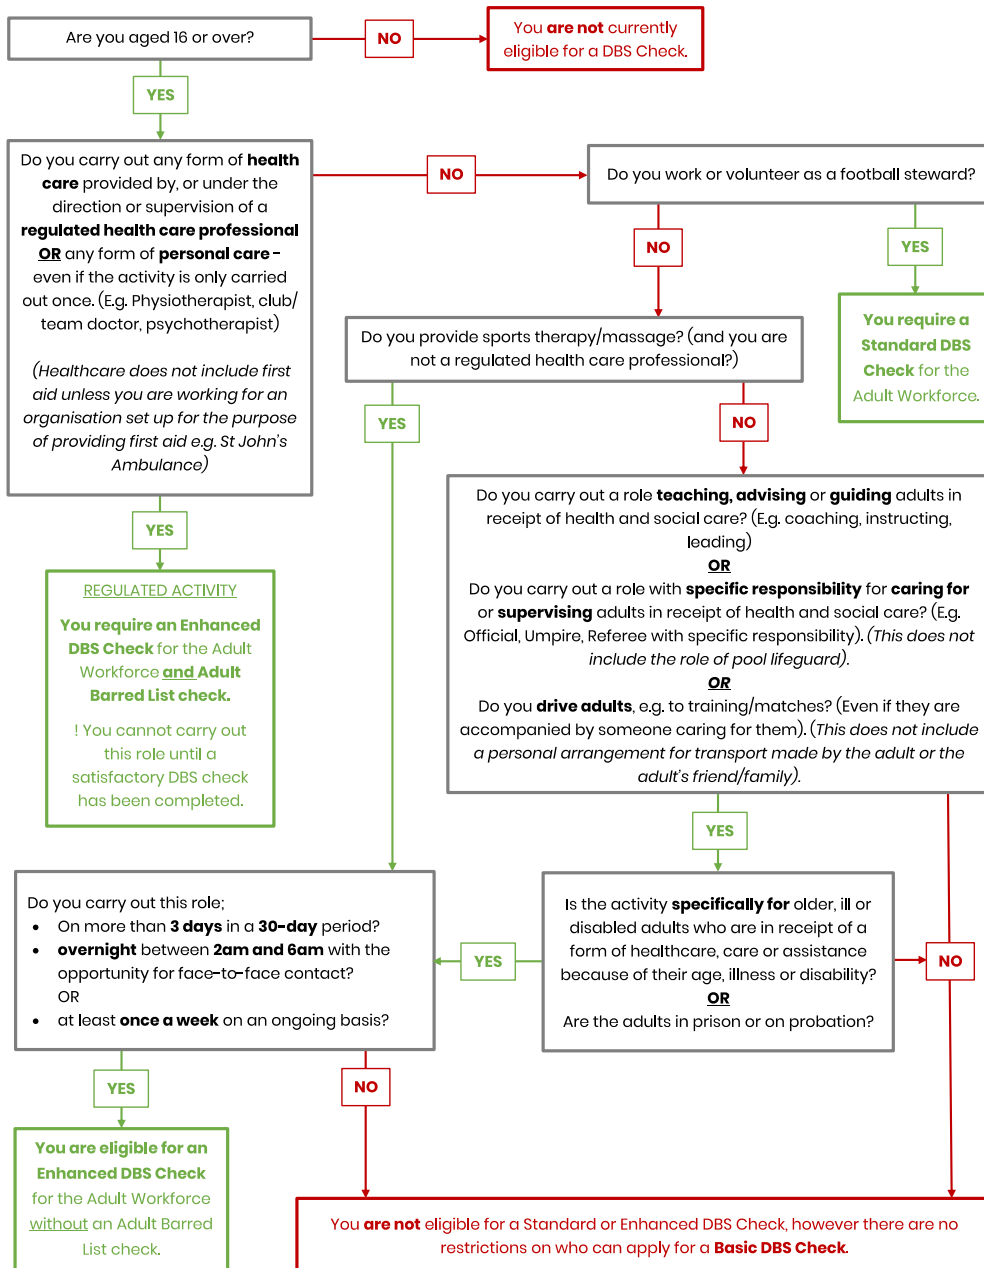 Are you aged 16 or over?
NO
You are not currently
eligible for a DBS Check.
YES
Do you carry out any form of health
care provided by, or under the
direction or supervision of a
regulated health care professional
OR any form of personal care -
even if the activity is only carried
out once. (E.g. Physiotherapist, club/
team doctor, psychotherapist)
(Healthcare does not include first
aid unless you are working for an
organisation set up for the purpose
of providing first aid e.g. St John's
Ambulance)
NO
Do you work or volunteer as a football steward?
NO
YES
You require a
Standard DBS
Check for the
Adult Workforce.
Do you provide sports therapy/massage? (and you are
not a regulated health care professional?)
YES
NO
YES
REGULATED ACTIVITY
You require an Enhanced
DBS Check for the Adult
Workforce and Adult
Barred List check.
! You cannot carry out
this role until a
satisfactory DBS check
has been completed.
Do you carry out a role teaching, advising or guiding adults in
receipt of health and social care? (E.g. coaching, instructing,
leading)
OR
Do you carry out a role with specific responsibility for caring for
or supervising adults in receipt of health and social care? (E.g.
Official, Umpire, Referee with specific responsibility). (This does not
include the role of pool lifeguard).
OR
Do you drive adults, e.g. to training/matches? (Even if they are
accompanied by someone caring for them). (This does not include
a personal arrangement for transport made by the adult or the
adult's friend/family).
YES
NO
Is the activity specifically for older, ill or
disabled adults who are in receipt of a
form of healthcare, care or assistance
because of their age, illness or disability?
OR
Are the adults in prison or on probation?
YES
Do you carry out this role;
• On more than 3 days in a 30-day period?
• overnight between 2am and 6am with the
opportunity for face-to-face contact?
OR
• at least once a week on an ongoing basis?
YES
NO
You are eligible for an
Enhanced DBS Check
for the Adult Workforce
without an Adult Barred
List check.
You are not eligible for a Standard or Enhanced DBS Check, however there are no
restrictions on who can apply for a Basic DBS Check.